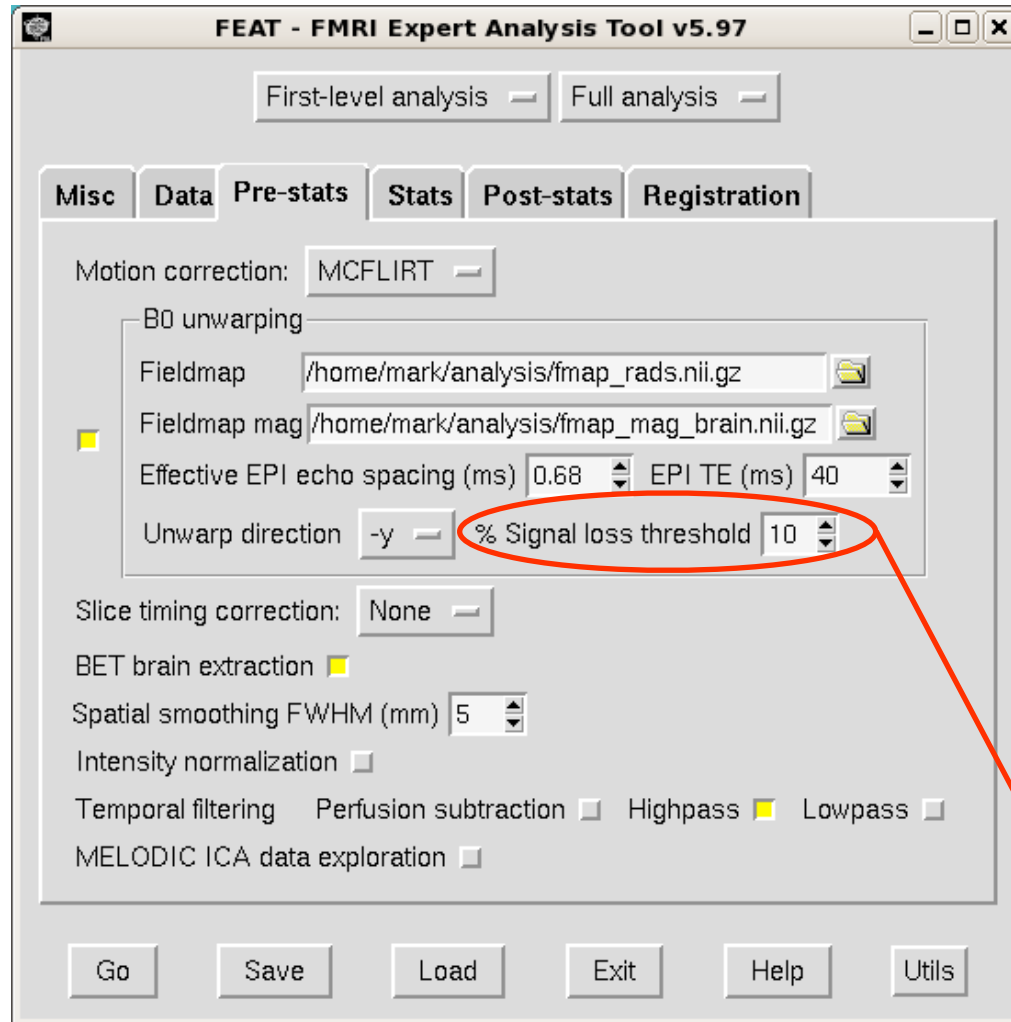 FEAT - FMRI Expert Analysis Tool v5.97
First-level analysis Full analysis
Misc Data Pre-stats Stats Post-stats Registration
Motion correction: MCFLIRT
B0 unwarping
Fieldmap /home/mark/analysis/fmap_rads.nii.gz
Fieldmap mag /home/mark/analysis/fmap_mag_brain.nii.gz
Effective EPI echo spacing (ms) 0.68 EPI TE (ms) 40
Unwarp direction -y % Signal loss threshold 10
Slice timing correction: None
BET brain extraction
Spatial smoothing FWHM (mm) 5
Intensity normalization
Temporal filtering Perfusion subtraction Highpass Lowpass
MELODIC ICA data exploration
Go Save Load Exit Help Utils